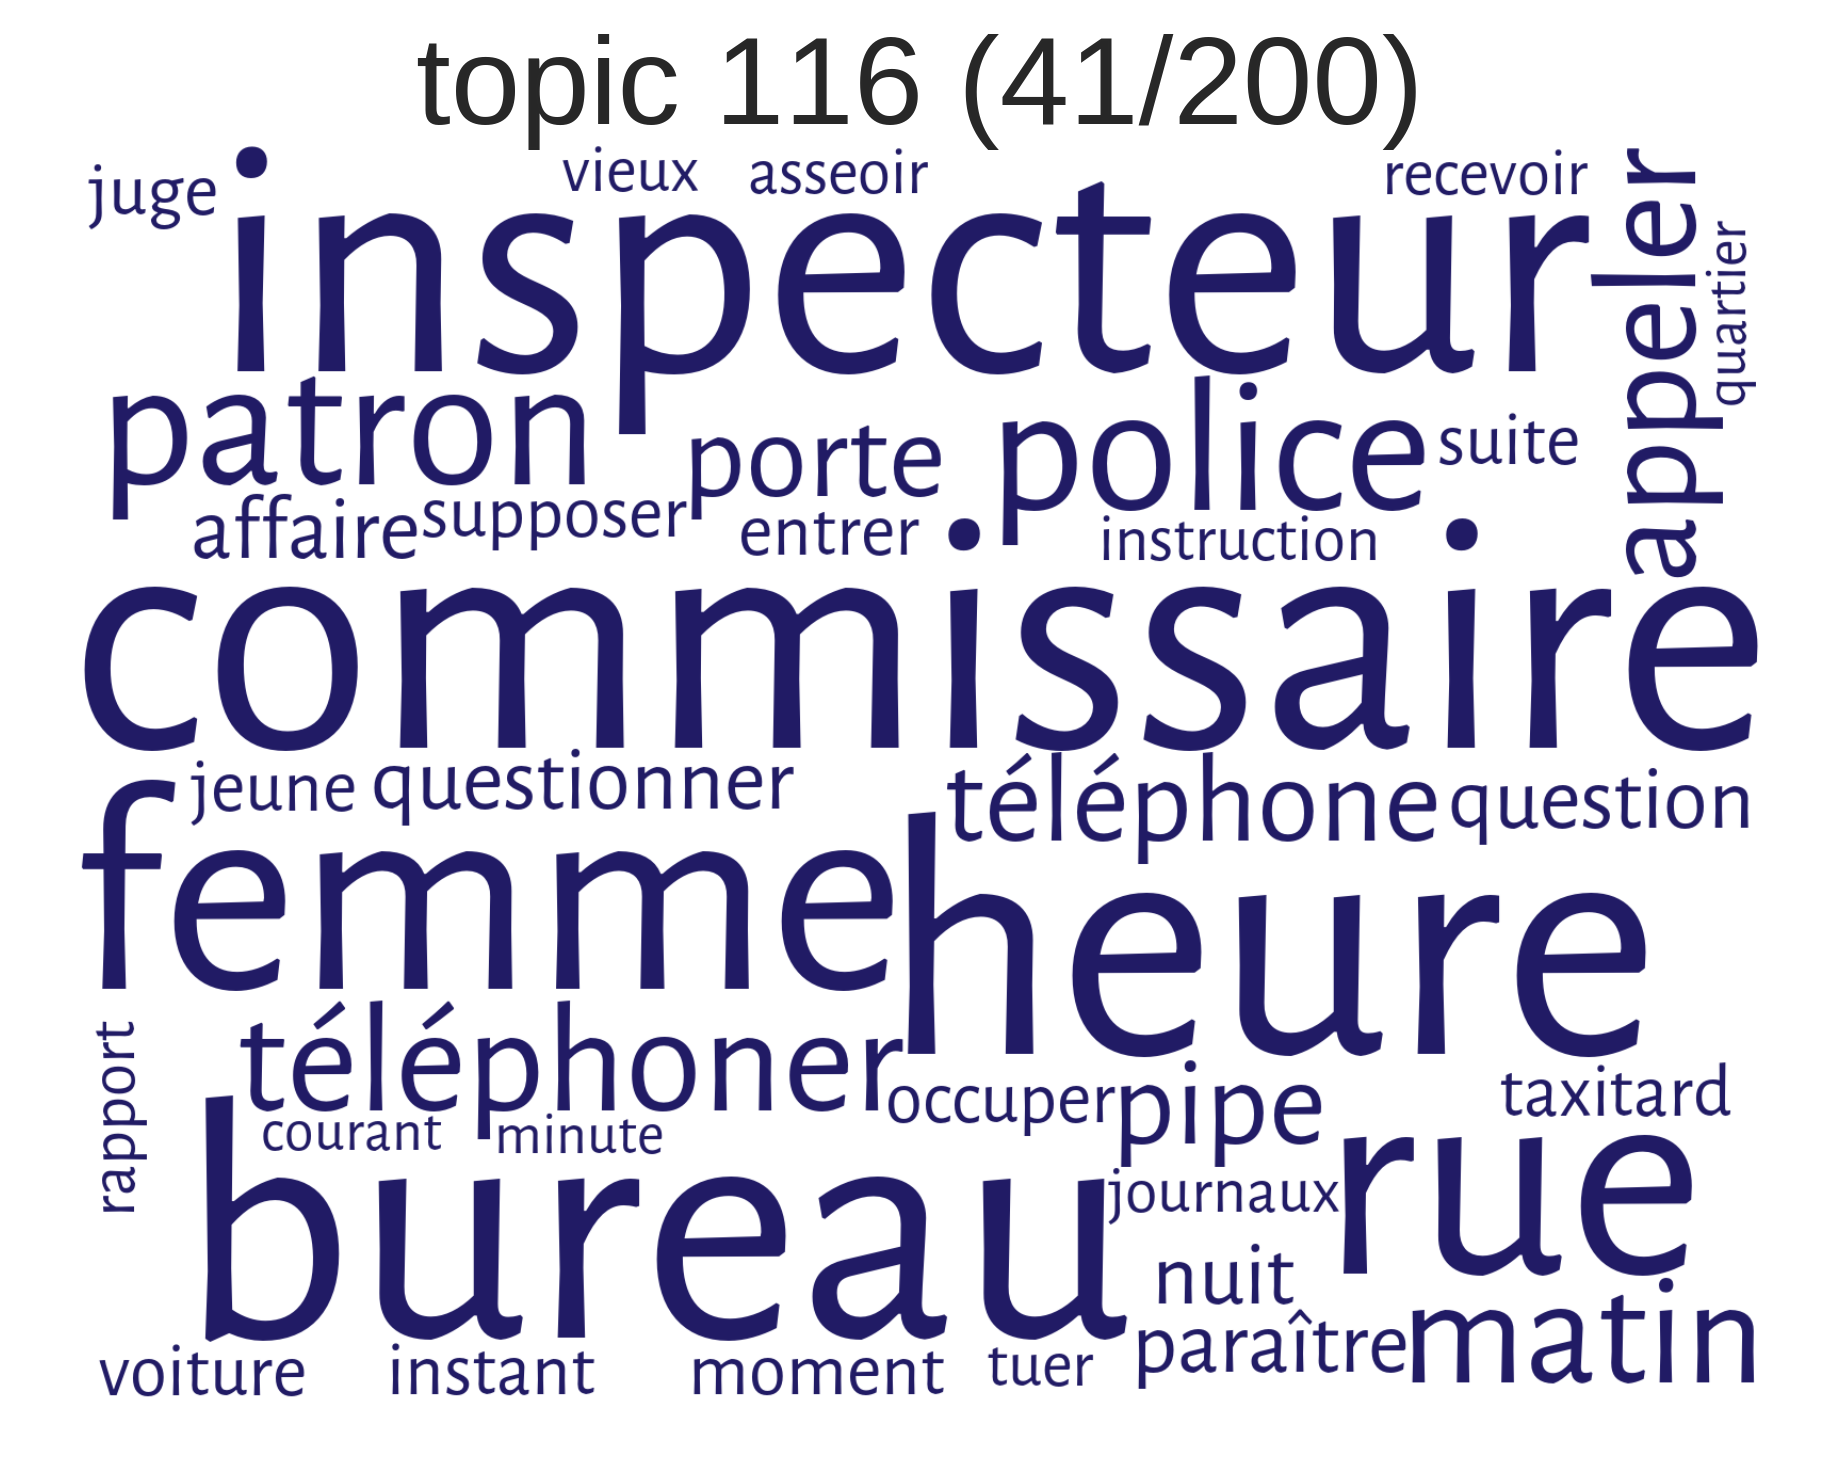 topic 116 (41/200)
juge vieux asseoir recevoir
inspecteur
appeler
quartier
patron porte police suite
affaire supposer entrer instruction
commissaire
jeune questionner téléphone question
femme heure
téléphoner
rapport
courant minute occuper pipe taxitard
bureau journaux rue
nuit
paraître matin
voiture instant moment tuer